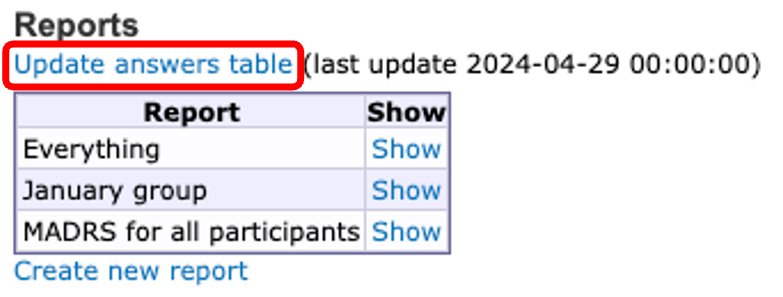 Reports
Update answers table (last update 2024-04-29 00:00:00)
Report Show
Everything Show
January group Show
MADRS for all participants Show
Create new report